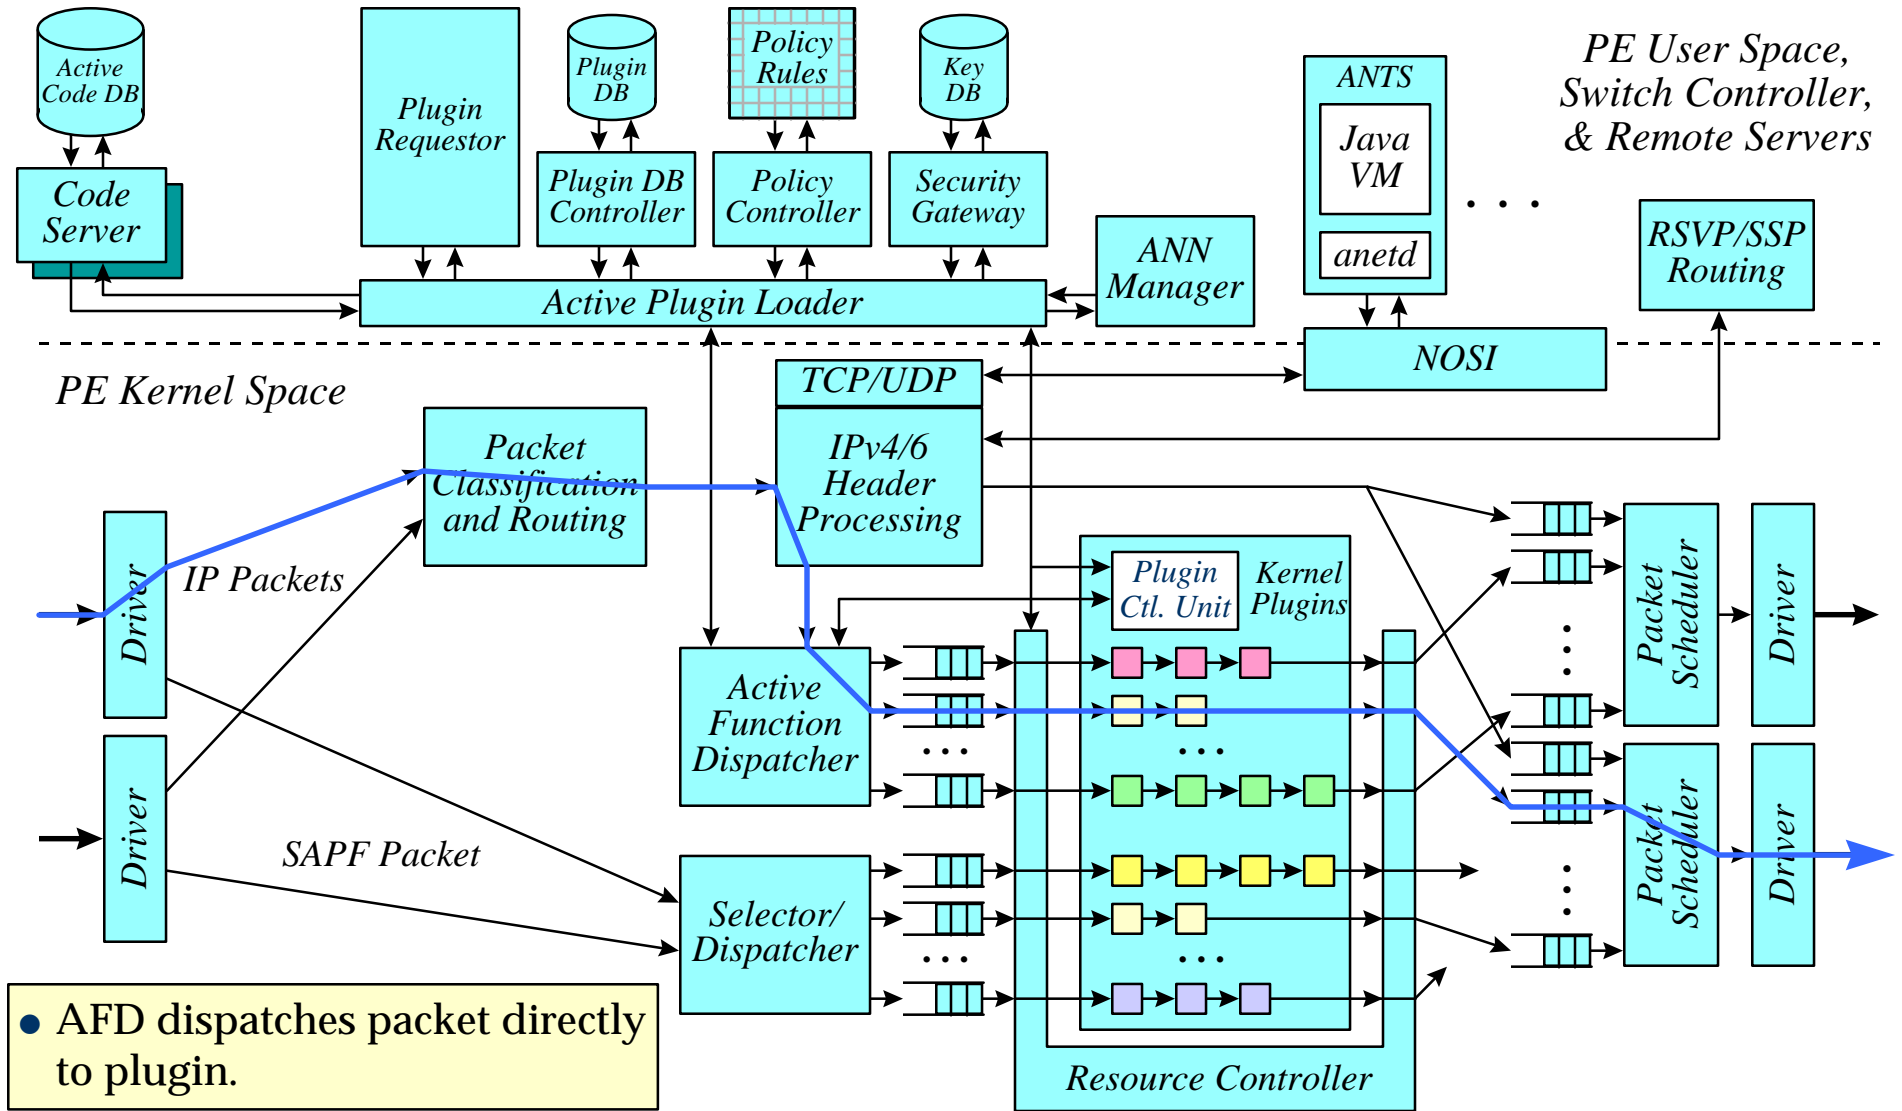 Active
Code DB
Plugin
Requestor
Plugin
DB
Policy
Rules
Key
DB
ANTS
Java
VM
anetd
PE User Space,
Switch Controller,
& Remote Servers
Code
Server
Plugin DB
Controller
Policy
Controller
Security
Gateway
ANN
Manager
. . .
RSVP/SSP
Routing
Active Plugin Loader
NOSI
PE Kernel Space
TCP/UDP
IPv4/6
Header
Processing
Packet
Classification
and Routing
Driver
IP Packets
Driver
SAPF Packet
Plugin
Ctl. Unit
Kernel
Plugins
Active
Function
Dispatcher
. . .
. . .
Selector/
Dispatcher
. . .
. . .
Resource Controller
Packet
Scheduler
Driver
Packet
Scheduler
Driver
• AFD dispatches packet directly
to plugin.